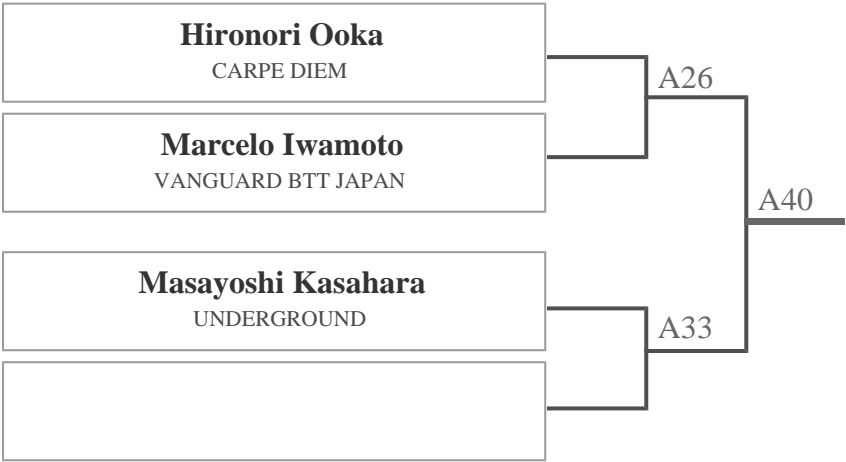 Hironori Ooka
CARPE DIEM
A26
Marcelo Iwamoto
VANGUARD BTT JAPAN
A40
Masayoshi Kasahara
UNDERGROUND
A33